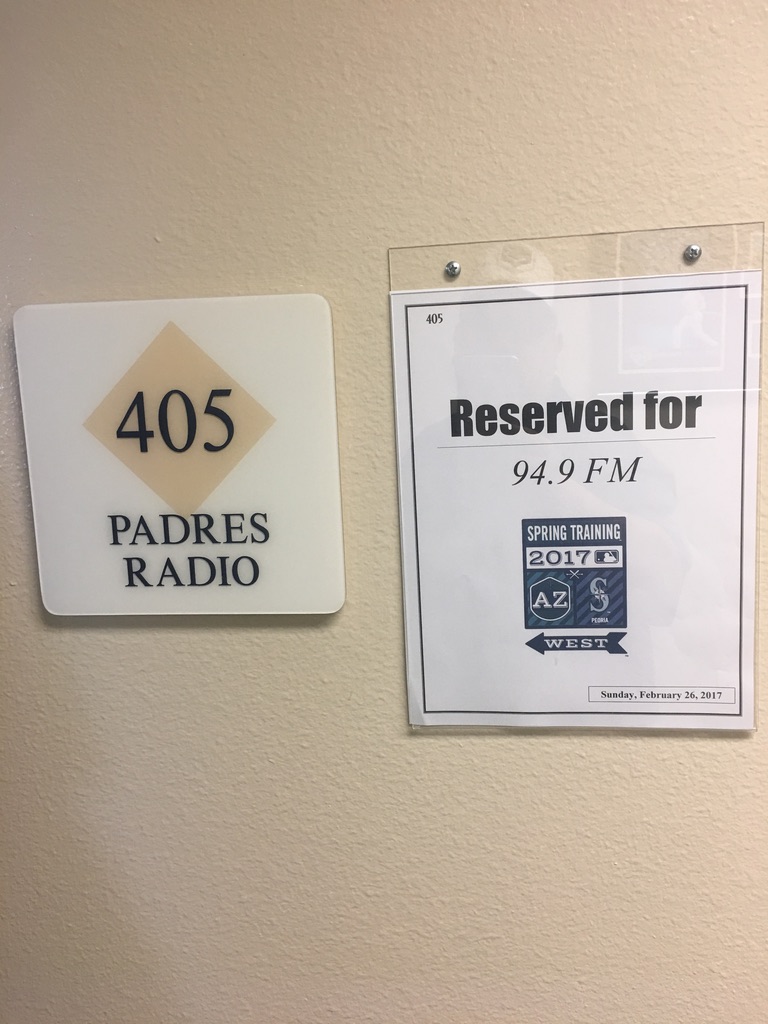 405
PADRES
RADIO
405
Reserved for
94.9 FM
SPRING TRAINING
2017
AZ
S
PEORIA
WEST
Sunday, February 26, 2017